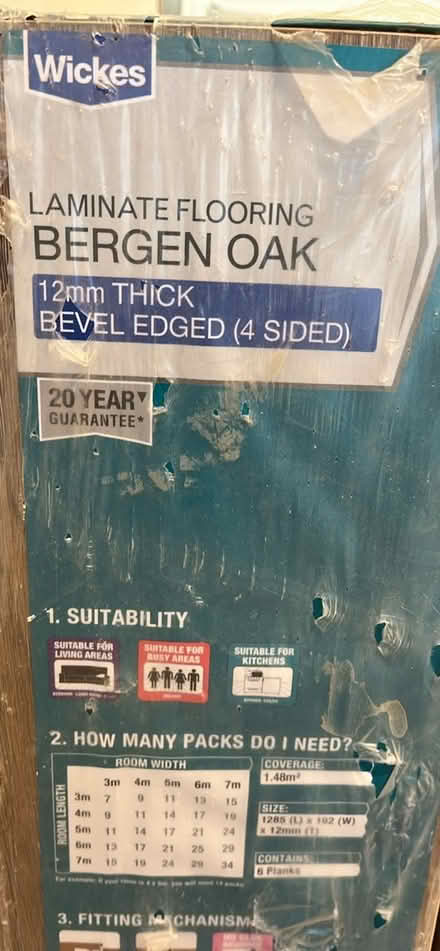 Wickes
LAMINATE FLOORING
BERGEN OAK
12mm THICK
BEVEL EDGED (4 SIDED)
20 YEAR▼
GUARANTEE*
1. SUITABILITY
SUITABLE FOR
LIVING AREAS
SUITABLE FOR
BUSY AREAS
SUITABLE FOR
KITCHENS
2. HOW MANY PACKS DO I NEED?
ROOM WIDTH
ROOM LENGTH
3m 4m 5m 6m 7m
3m 7 9 11 13 15
4m 9 11 14 17 19
5m 11 14 17 21 24
6m 13 17 21 25 29
7m 15 19 24 29 34
COVERAGE:
1.48m²
SIZE:
1285 (L) x 192 (W)
x 12mm (T)
CONTAINS:
6 Planks
3. FITTING MECHANISM